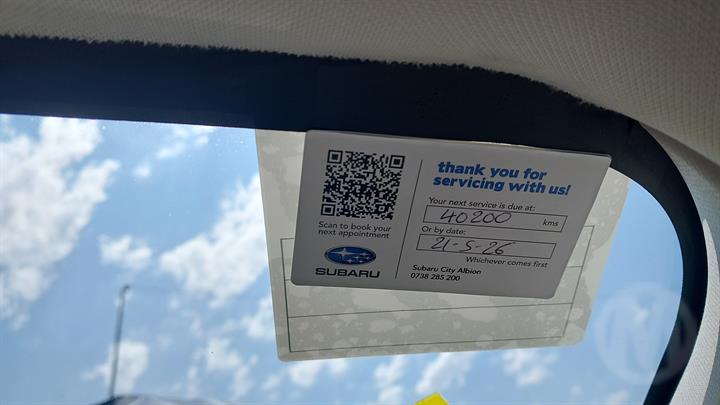 thank you for
servicing with us!
Your next service is due at:
40200 kms
Or by date:
21-5-26
Whichever comes first
Subaru City Albion
0738 285 200
Scan to book your
next appointment
SUBARU